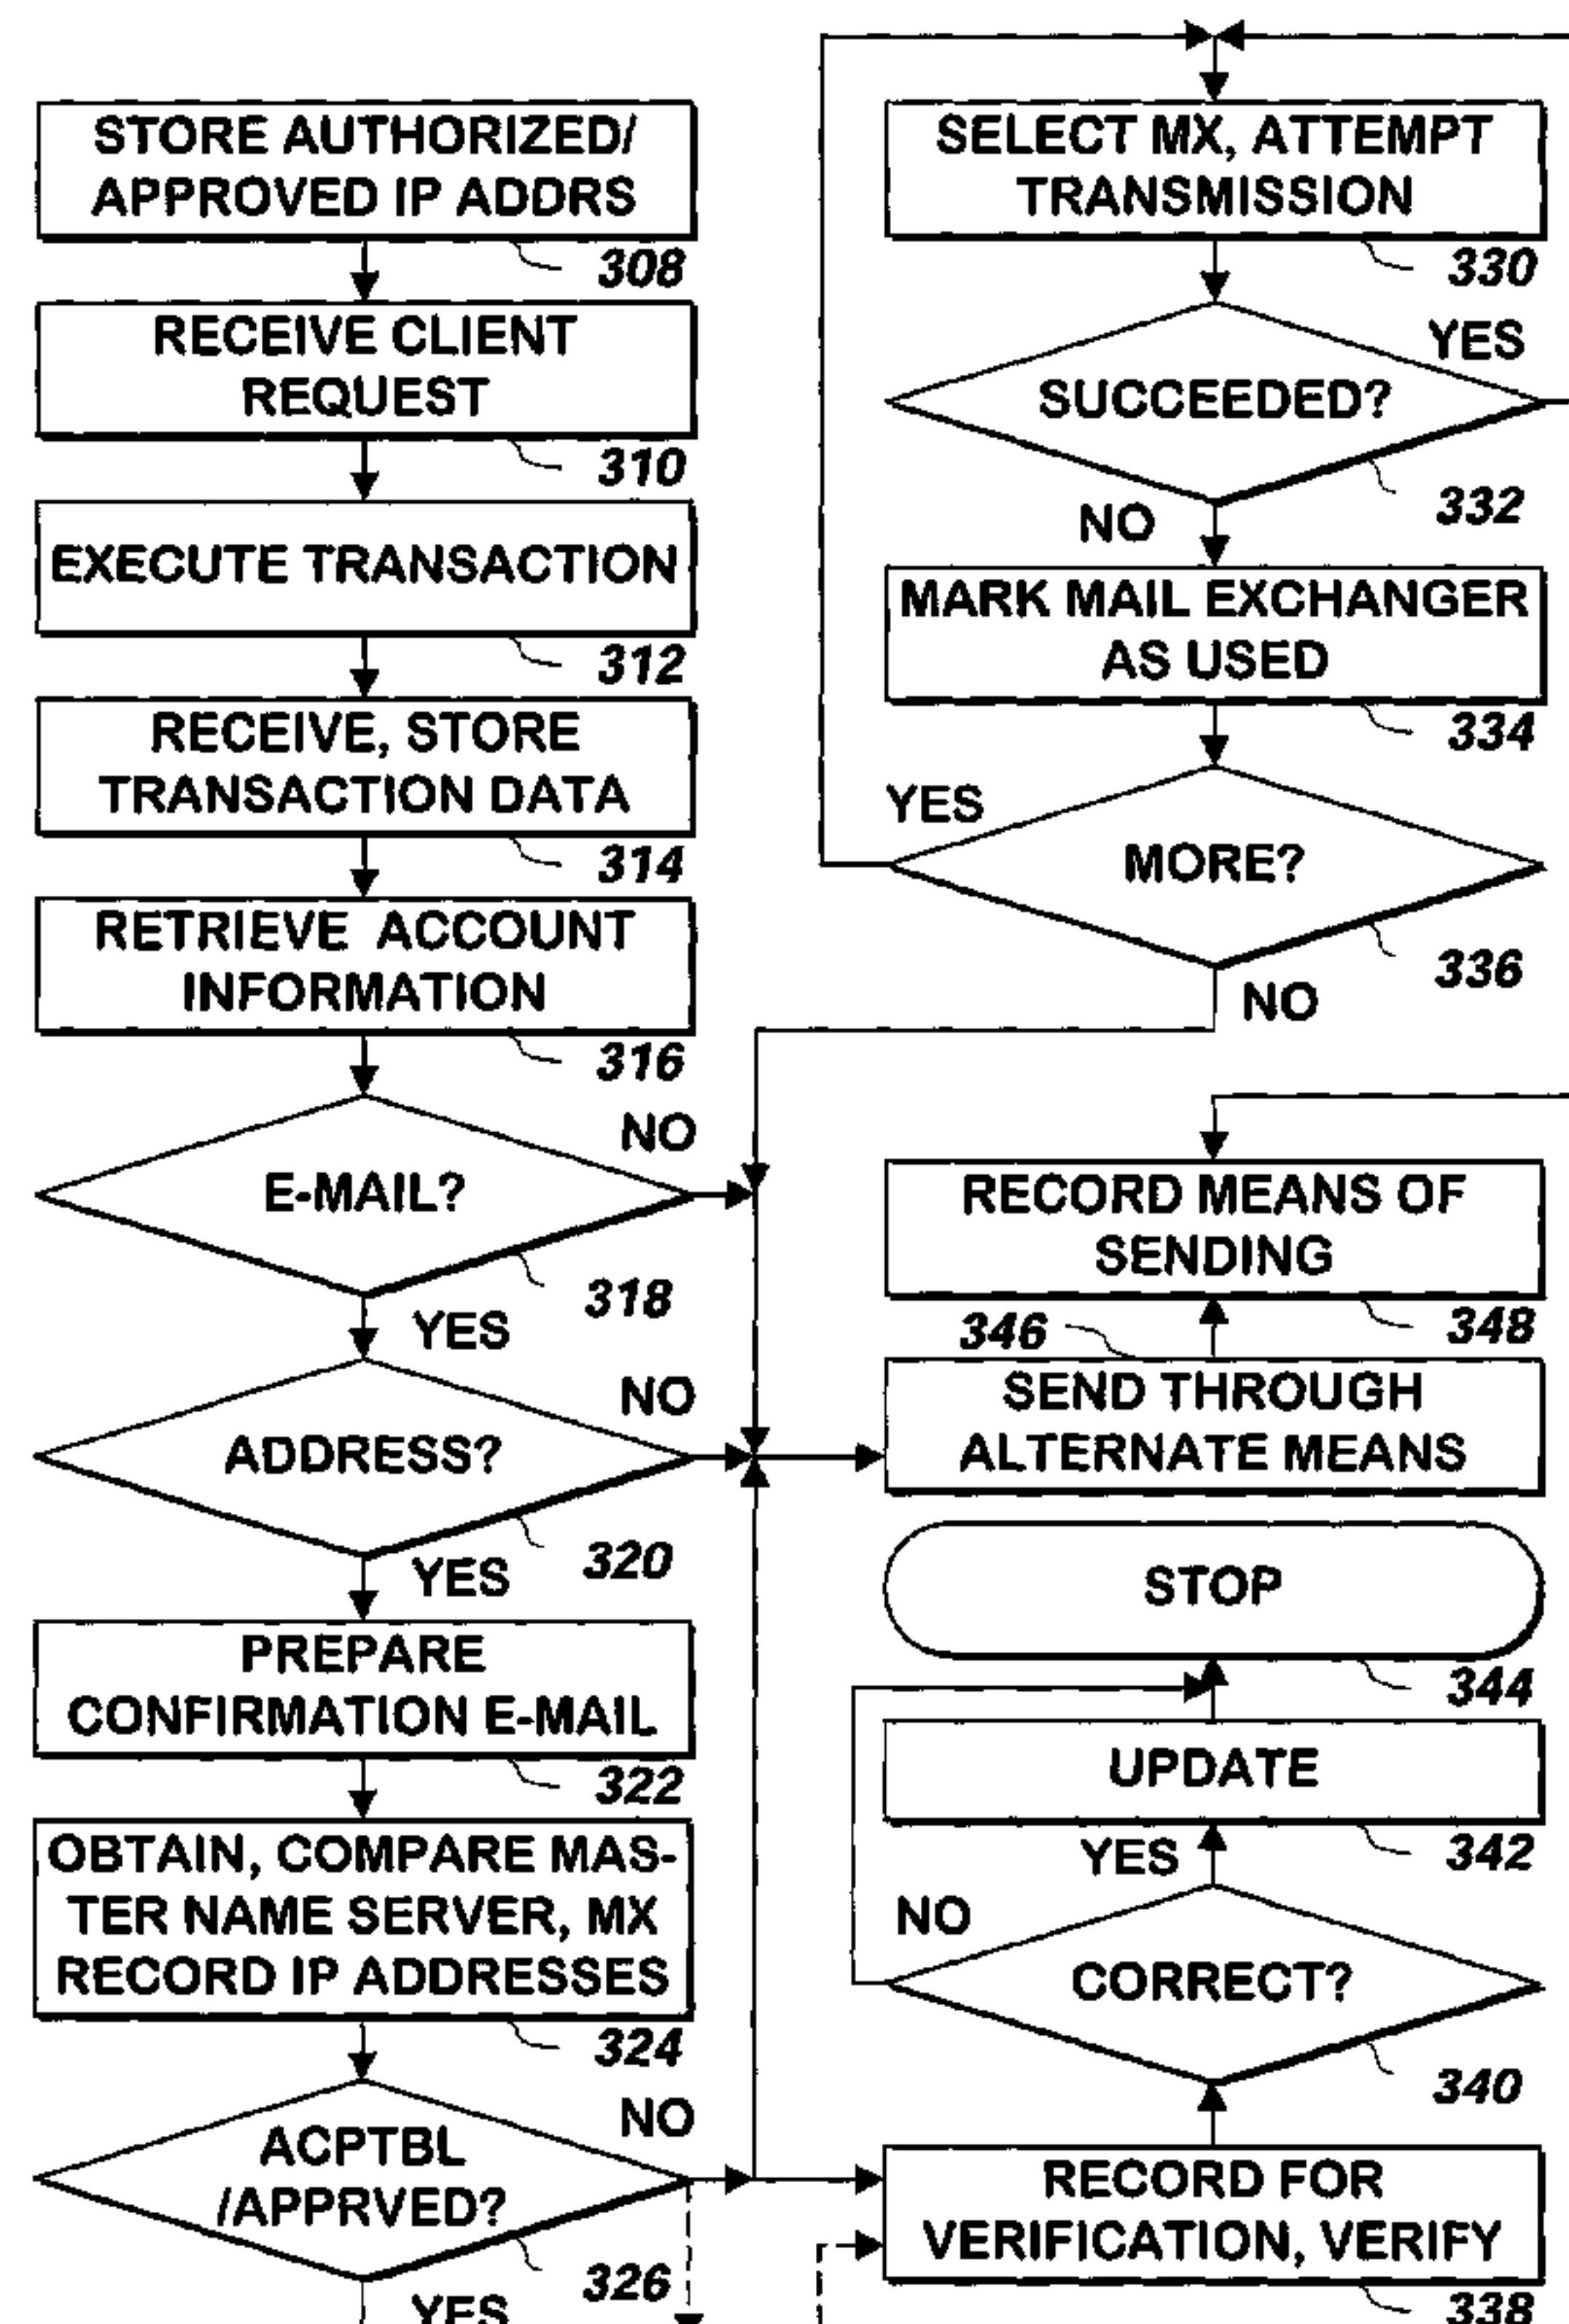 STORE AUTHORIZED/
APPROVED IP ADDRS
308
RECEIVE CLIENT
REQUEST
310
EXECUTE TRANSACTION
312
RECEIVE, STORE
TRANSACTION DATA
314
RETRIEVE ACCOUNT
INFORMATION
316
NO
E-MAIL?
318
YES
NO
ADDRESS?
320
YES
PREPARE
CONFIRMATION E-MAIL
322
OBTAIN, COMPARE MAS-
TER NAME SERVER, MX
RECORD IP ADDRESSES
324
NO
ACPTBL
/APPRVED?
326
YES
SELECT MX, ATTEMPT
TRANSMISSION
330
YES
SUCCEEDED?
332
NO
MARK MAIL EXCHANGER
AS USED
334
YES
MORE?
336
NO
RECORD MEANS OF
SENDING
346
348
SEND THROUGH
ALTERNATE MEANS
STOP
344
UPDATE
342
YES
NO
CORRECT?
340
RECORD FOR
VERIFICATION, VERIFY
338